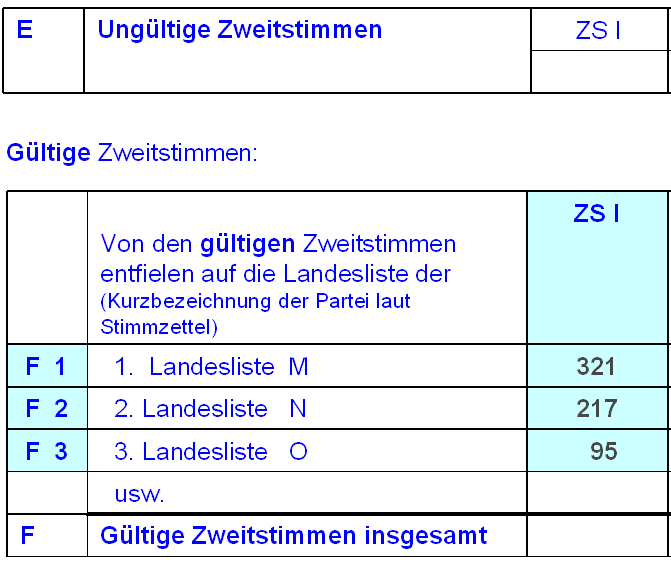 E Ungültige Zweitstimmen ZS I
Gültige Zweitstimmen:
ZS I
Von den gültigen Zweitstimmen
entfielen auf die Landesliste der
(Kurzbezeichnung der Partei laut
Stimmzettel)
F 1 1. Landesliste M 321
F 2 2. Landesliste N 217
F 3 3. Landesliste O 95
usw.
F Gültige Zweitstimmen insgesamt